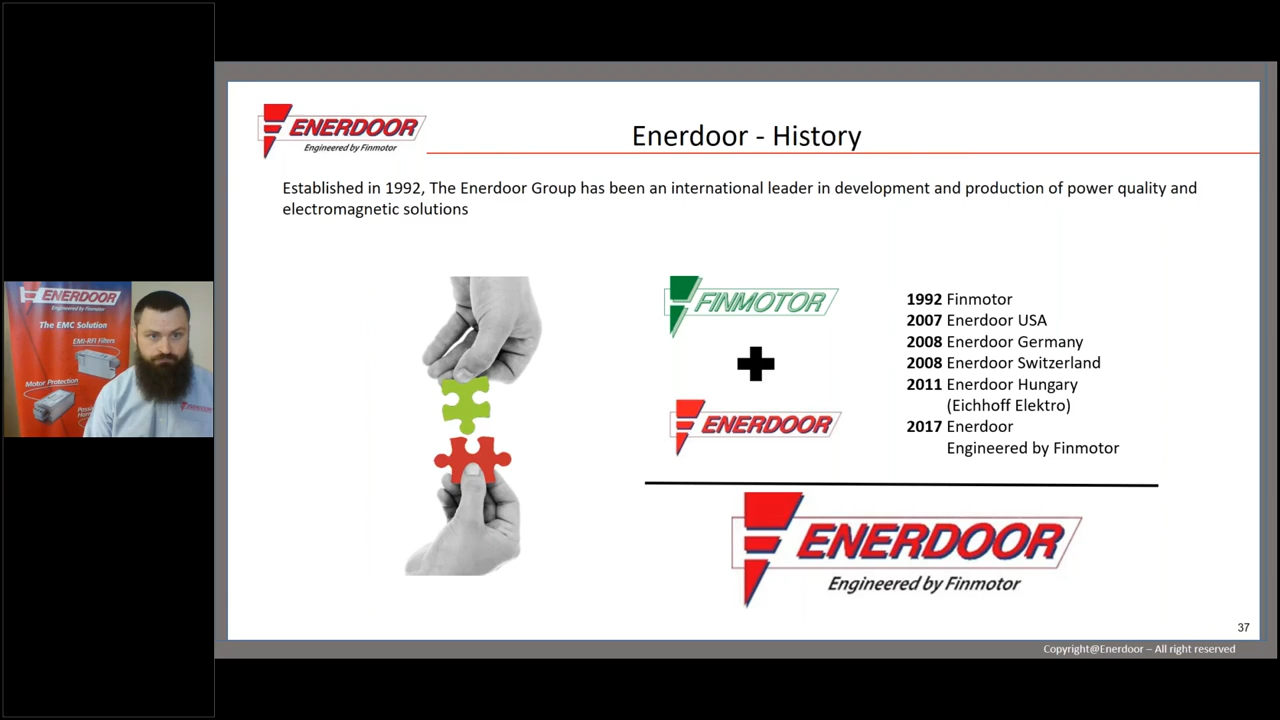 ENERDOOR
Engineered by Finmotor
Enerdoor - History
Established in 1992, The Enerdoor Group has been an international leader in development and production of power quality and
electromagnetic solutions
FINMOTOR
ENERDOOR
1992 Finmotor
2007 Enerdoor USA
2008 Enerdoor Germany
2008 Enerdoor Switzerland
2011 Enerdoor Hungary
(Eichhoff Elektro)
2017 Enerdoor
Engineered by Finmotor
ENERDOOR
Engineered by Finmotor
37
Copyright@Enerdoor – All right reserved
ENERDOOR
Engineered by Finmotor
The EMC Solution
EMI-RFI Filters
Motor Protection
ENERDOOR